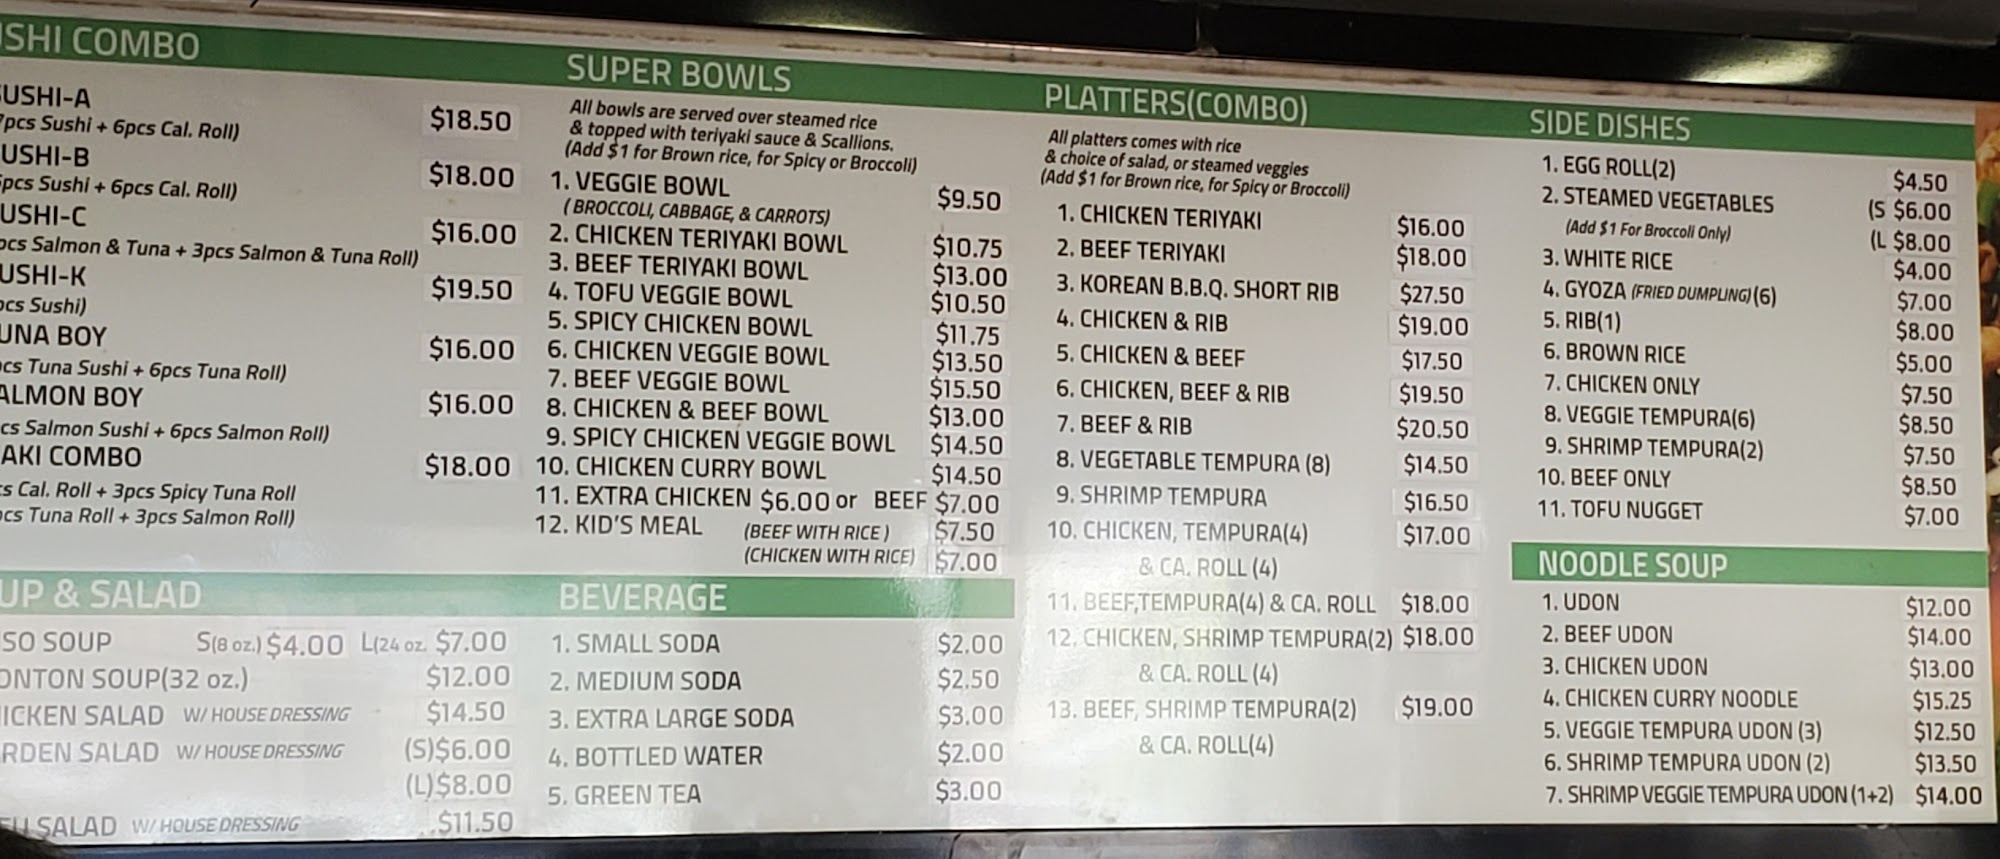 SHI COMBO
USHI-A $18.50
7pcs Sushi + 6pcs Cal. Roll)
USHI-B $18.00
pcs Sushi + 6pcs Cal. Roll)
USHI-C $16.00
pcs Salmon & Tuna + 3pcs Salmon & Tuna Roll)
USHI-K $19.50
pcs Sushi)
UNA BOY $16.00
cs Tuna Sushi + 6pcs Tuna Roll)
ALMON BOY $16.00
cs Salmon Sushi + 6pcs Salmon Roll)
AKI COMBO $18.00
s Cal. Roll + 3pcs Spicy Tuna Roll
cs Tuna Roll + 3pcs Salmon Roll)
UP & SALAD
SO SOUP S(8 oz.) $4.00 L(24 oz. $7.00
ONTON SOUP(32 oz.) $12.00
ICKEN SALAD W/ HOUSE DRESSING $14.50
RDEN SALAD W/ HOUSE DRESSING (S)$6.00
(L)$8.00
SALAD W/ HOUSE DRESSING $11.50
SUPER BOWLS
All bowls are served over steamed rice
& topped with teriyaki sauce & Scallions.
(Add $1 for Brown rice, for Spicy or Broccoli)
1. VEGGIE BOWL $9.50
( BROCCOLI, CABBAGE, & CARROTS)
2. CHICKEN TERIYAKI BOWL $10.75
3. BEEF TERIYAKI BOWL $13.00
4. TOFU VEGGIE BOWL $10.50
5. SPICY CHICKEN BOWL $11.75
6. CHICKEN VEGGIE BOWL $13.50
7. BEEF VEGGIE BOWL $15.50
8. CHICKEN & BEEF BOWL $13.00
9. SPICY CHICKEN VEGGIE BOWL $14.50
10. CHICKEN CURRY BOWL $14.50
11. EXTRA CHICKEN $6.00 or BEEF $7.00
12. KID'S MEAL (BEEF WITH RICE ) $7.50
(CHICKEN WITH RICE) $7.00
BEVERAGE
1. SMALL SODA $2.00
2. MEDIUM SODA $2.50
3. EXTRA LARGE SODA $3.00
4. BOTTLED WATER $2.00
5. GREEN TEA $3.00
PLATTERS(COMBO)
All platters comes with rice
& choice of salad, or steamed veggies
(Add $1 for Brown rice, for Spicy or Broccoli)
1. CHICKEN TERIYAKI $16.00
2. BEEF TERIYAKI $18.00
3. KOREAN B.B.Q. SHORT RIB $27.50
4. CHICKEN & RIB $19.00
5. CHICKEN & BEEF $17.50
6. CHICKEN, BEEF & RIB $19.50
7. BEEF & RIB $20.50
8. VEGETABLE TEMPURA (8) $14.50
9. SHRIMP TEMPURA $16.50
10. CHICKEN, TEMPURA(4) $17.00
& CA. ROLL (4)
11. BEEF,TEMPURA(4) & CA. ROLL $18.00
12. CHICKEN, SHRIMP TEMPURA(2) $18.00
& CA. ROLL (4)
13. BEEF, SHRIMP TEMPURA(2) $19.00
& CA. ROLL(4)
SIDE DISHES
1. EGG ROLL(2) $4.50
2. STEAMED VEGETABLES (S $6.00
(Add $1 For Broccoli Only) (L $8.00
3. WHITE RICE $4.00
4. GYOZA (FRIED DUMPLING)(6) $7.00
5. RIB(1) $8.00
6. BROWN RICE $5.00
7. CHICKEN ONLY $7.50
8. VEGGIE TEMPURA(6) $8.50
9. SHRIMP TEMPURA(2) $7.50
10. BEEF ONLY $8.50
11. TOFU NUGGET $7.00
NOODLE SOUP
1. UDON $12.00
2. BEEF UDON $14.00
3. CHICKEN UDON $13.00
4. CHICKEN CURRY NOODLE $15.25
5. VEGGIE TEMPURA UDON (3) $12.50
6. SHRIMP TEMPURA UDON (2) $13.50
7. SHRIMP VEGGIE TEMPURA UDON (1+2) $14.00